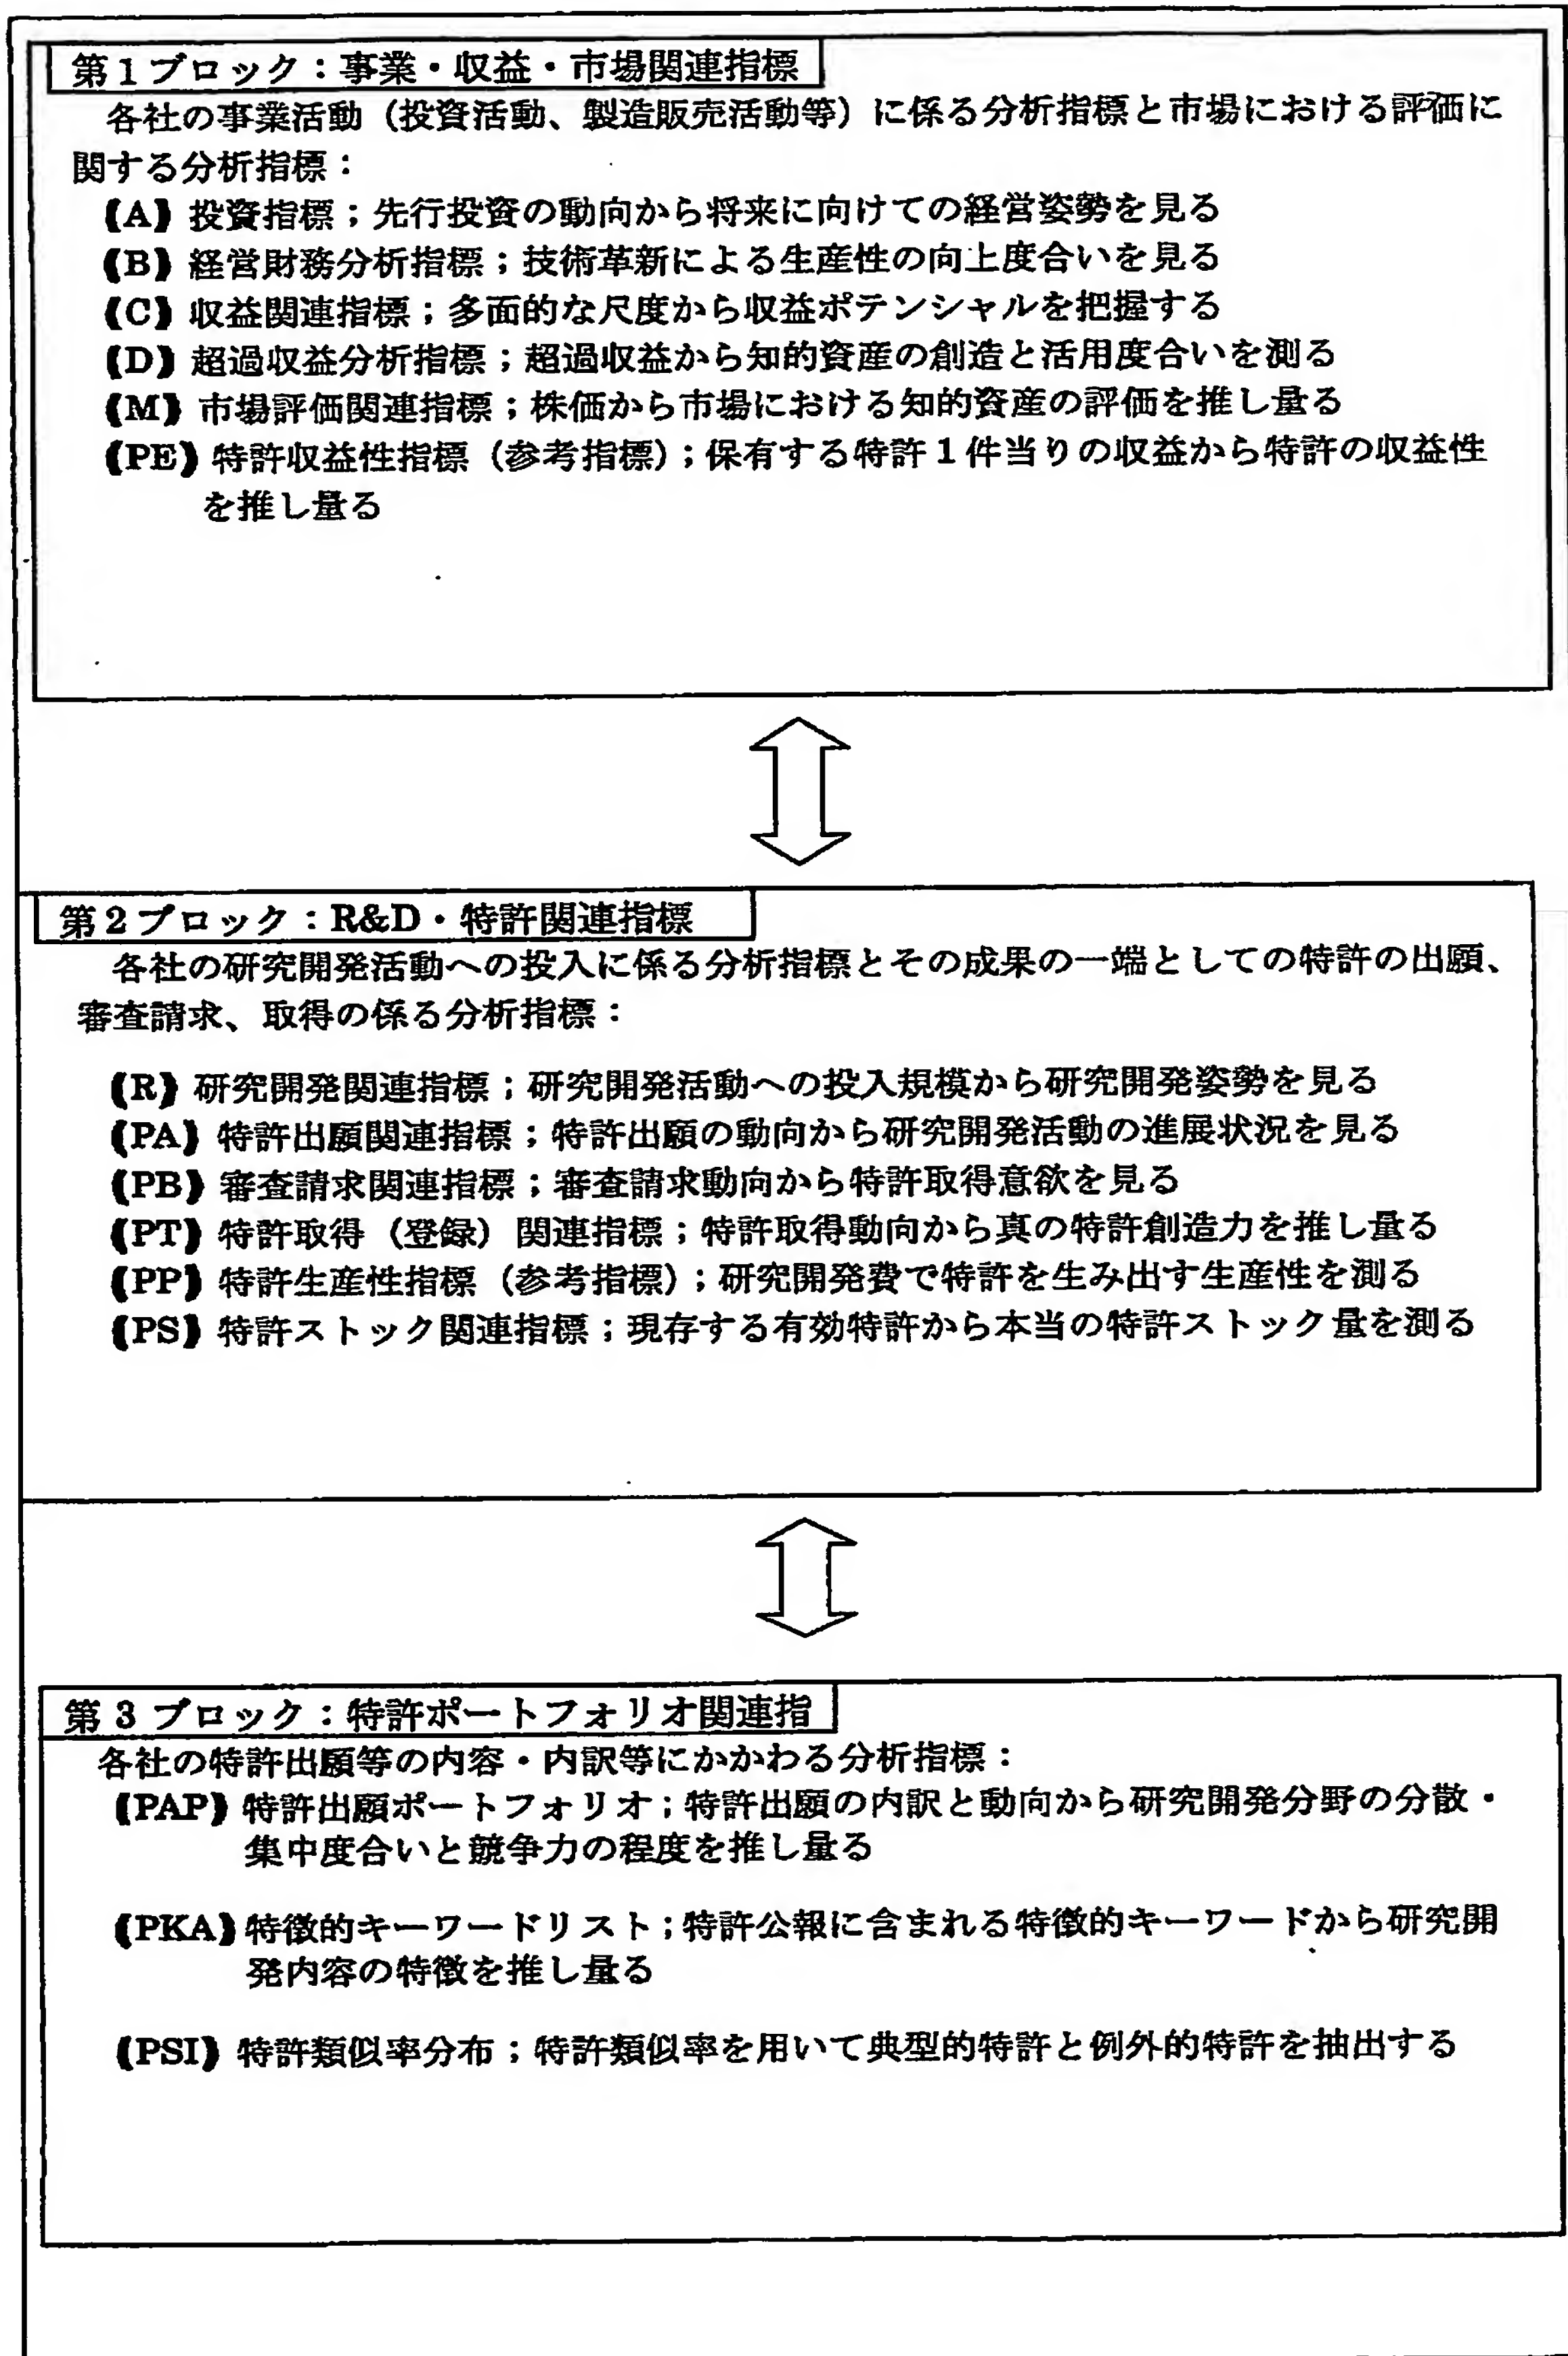 第1ブロック：事業・収益・市場関連指標
各社の事業活動（投資活動、製造販売活動等）に係る分析指標と市場における評価に
関する分析指標：
【A】投資指標；先行投資の動向から将来に向けての経営姿勢を見る
【B】経営財務分析指標；技術革新による生産性の向上度合いを見る
【C】収益関連指標；多面的な尺度から収益ポテンシャルを把握する
【D】超過収益分析指標；超過収益から知的資産の創造と活用度合いを測る
【M】市場評価関連指標；株価から市場における知的資産の評価を推し量る
【PE】特許収益性指標（参考指標）；保有する特許１件当りの収益から特許の収益性
を推し量る
第2ブロック：R&D・特許関連指標
各社の研究開発活動への投入に係る分析指標とその成果の一端としての特許の出願、
審査請求、取得の係る分析指標：
【R】研究開発関連指標；研究開発活動への投入規模から研究開発姿勢を見る
【PA】特許出願関連指標；特許出願の動向から研究開発活動の進展状況を見る
【PB】審査請求関連指標；審査請求動向から特許取得意欲を見る
【PT】特許取得（登録）関連指標；特許取得動向から真の特許創造力を推し量る
【PP】特許生産性指標（参考指標）；研究開発費で特許を生み出す生産性を測る
【PS】特許ストック関連指標；現存する有効特許から本当の特許ストック量を測る
第3ブロック：特許ポートフォリオ関連指
各社の特許出願等の内容・内訳等にかかわる分析指標：
【PAP】特許出願ポートフォリオ；特許出願の内訳と動向から研究開発分野の分散・
集中度合いと競争力の程度を推し量る
【PKA】特徴的キーワードリスト；特許公報に含まれる特徴的キーワードから研究開
発内容の特徴を推し量る
【PSI】特許類似率分布；特許類似率を用いて典型的特許と例外的特許を抽出する